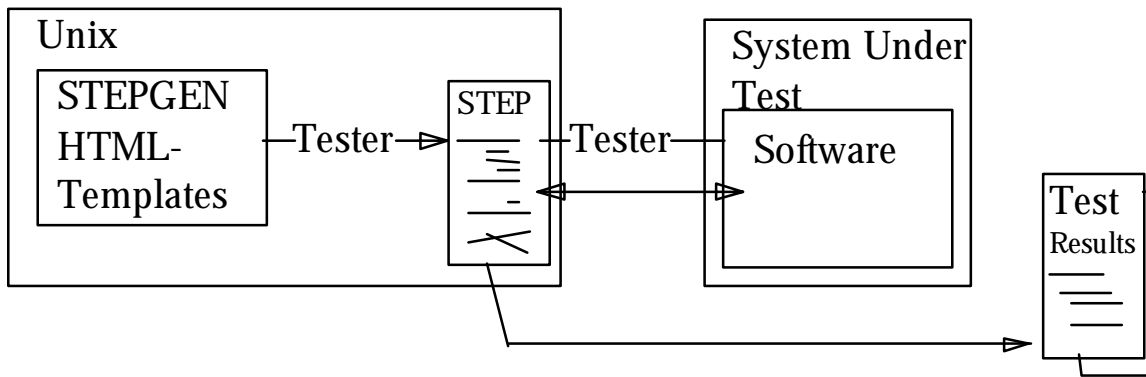 Unix
STEPGEN
HTML-
Templates
Tester
STEP
Tester
System Under
Test
Software
Test
Results